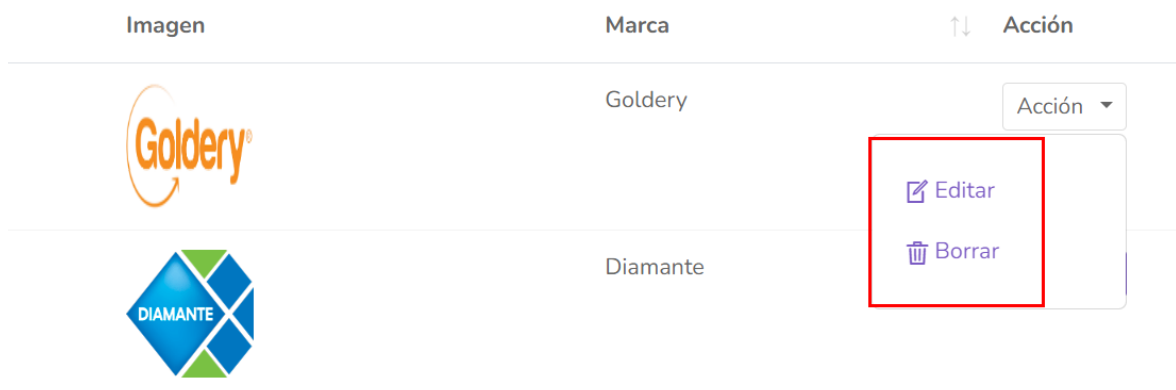 Imagen Marca Acción
Goldery® Goldery Acción
Editar
Borrar
DIAMANTE Diamante